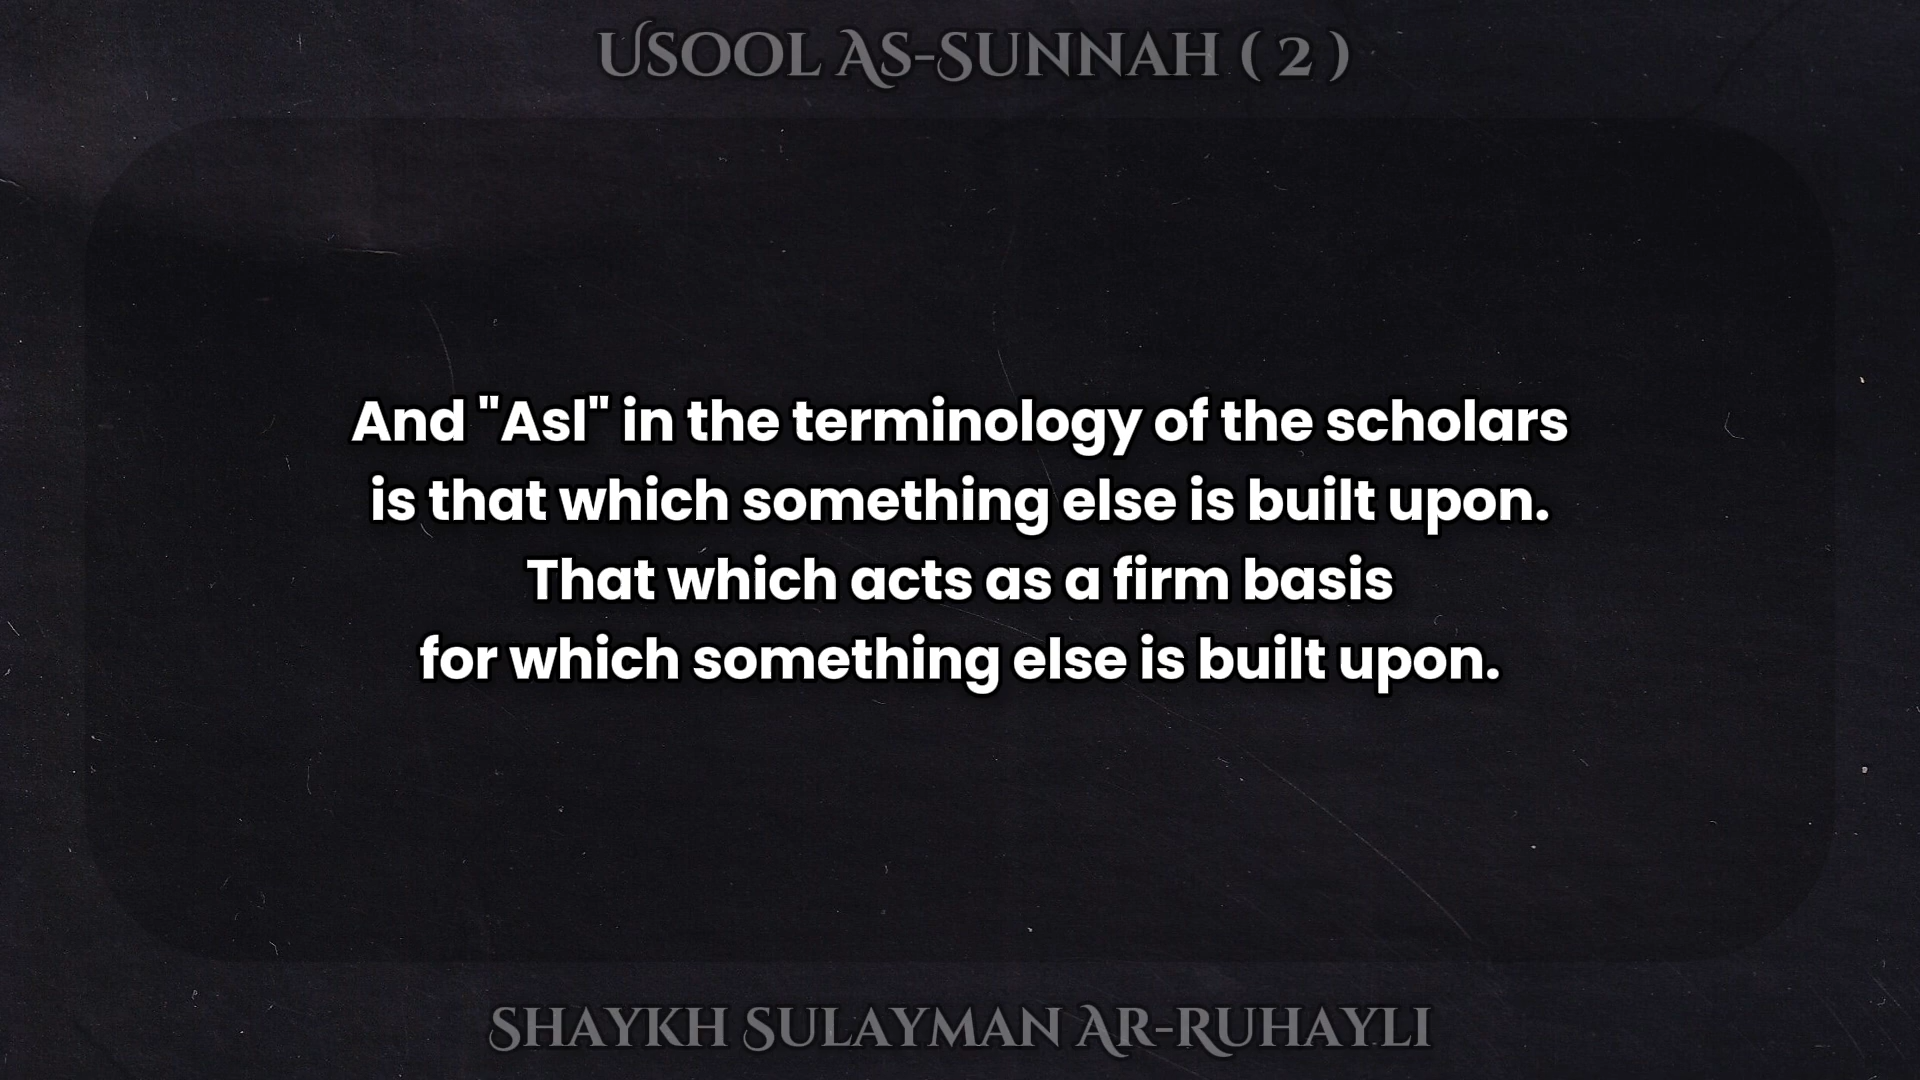 Usool As-Sunnah ( 2 )
And "Asl" in the terminology of the scholars
is that which something else is built upon.
That which acts as a firm basis
for which something else is built upon.
Shaykh Sulayman Ar-Ruhayli